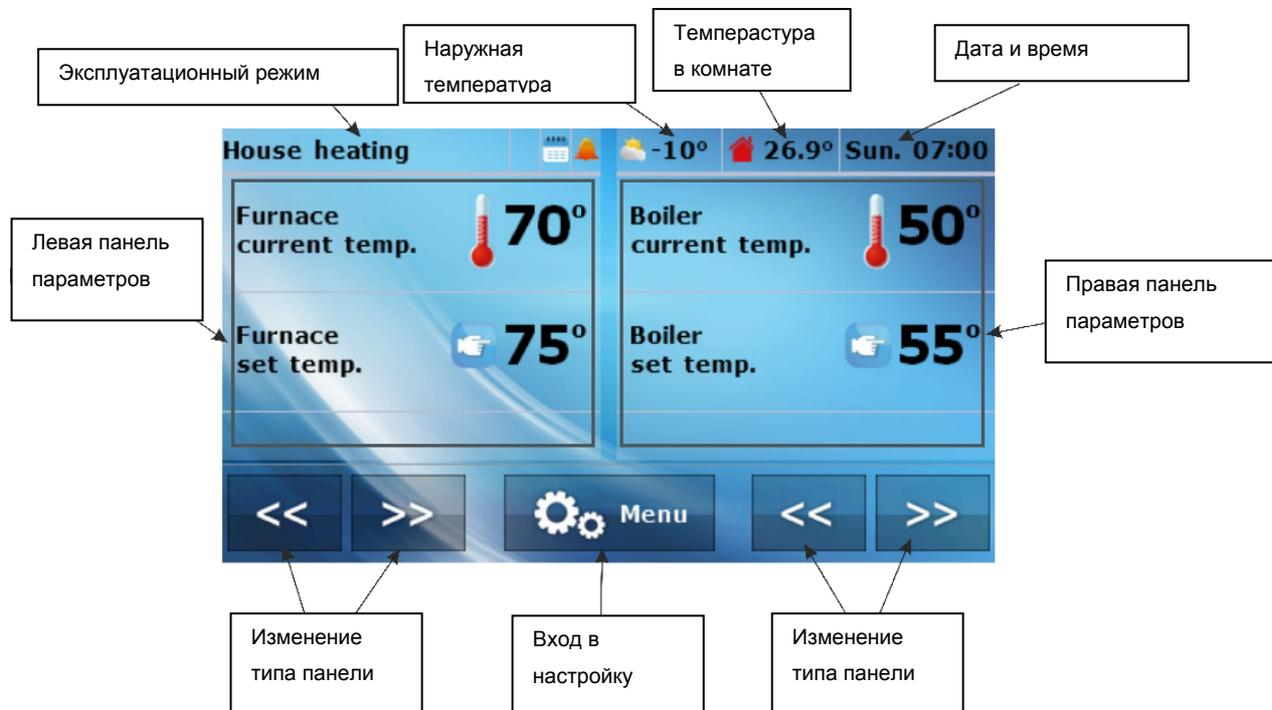 Эксплуатационный режим
Наружная
температура
Темперастура
в комнате
Дата и время
House heating
-10°
26.9°
Sun. 07:00
Левая панель
параметров
Furnace
current temp.
70°
Boiler
current temp.
50°
Правая панель
параметров
Furnace
set temp.
75°
Boiler
set temp.
55°
<<
>>
Menu
<<
>>
Изменение
типа панели
Вход в
настройку
Изменение
типа панели